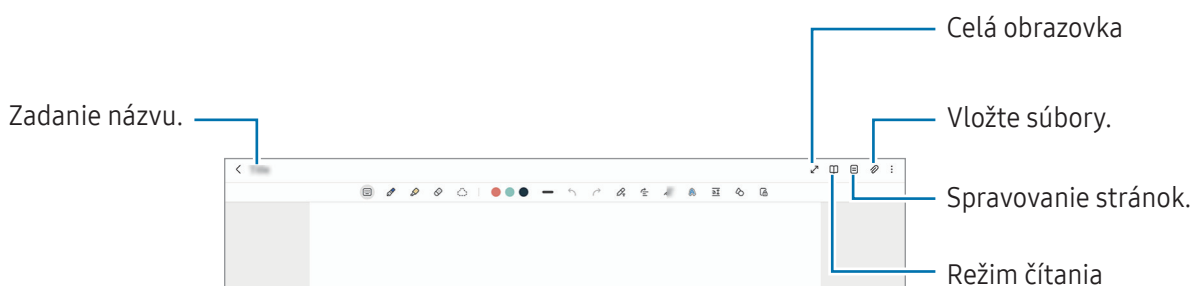 Celá obrazovka
Zadanie názvu.
Vložte súbory.
Spravovanie stránok.
Režim čítania